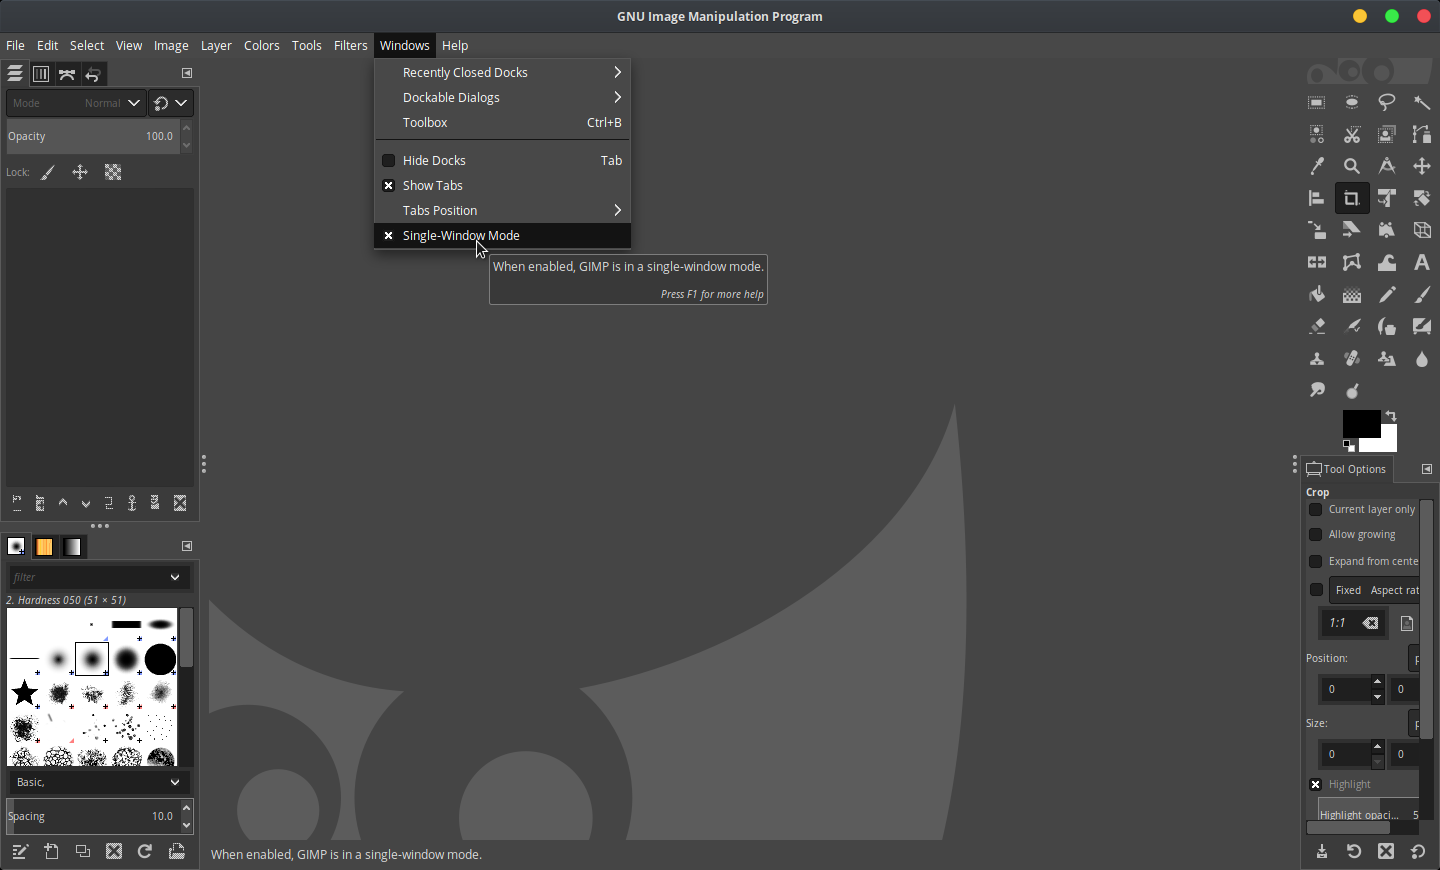 GNU Image Manipulation Program
File Edit Select View Image Layer Colors Tools Filters Windows Help
Recently Closed Docks
Dockable Dialogs
Toolbox Ctrl+B
Hide Docks Tab
Show Tabs
Tabs Position
Single-Window Mode
When enabled, GIMP is in a single-window mode.
Press F1 for more help
Mode Normal
Opacity 100.0
Lock:
filter
2. Hardness 050 (51 × 51)
Basic,
Spacing 10.0
When enabled, GIMP is in a single-window mode.
A
Tool Options
Crop
Current layer only
Allow growing
Expand from cente
Fixed Aspect rat
1:1
Position: p
0 0
Size: p
0 0
Highlight
Highlight opaci... 5